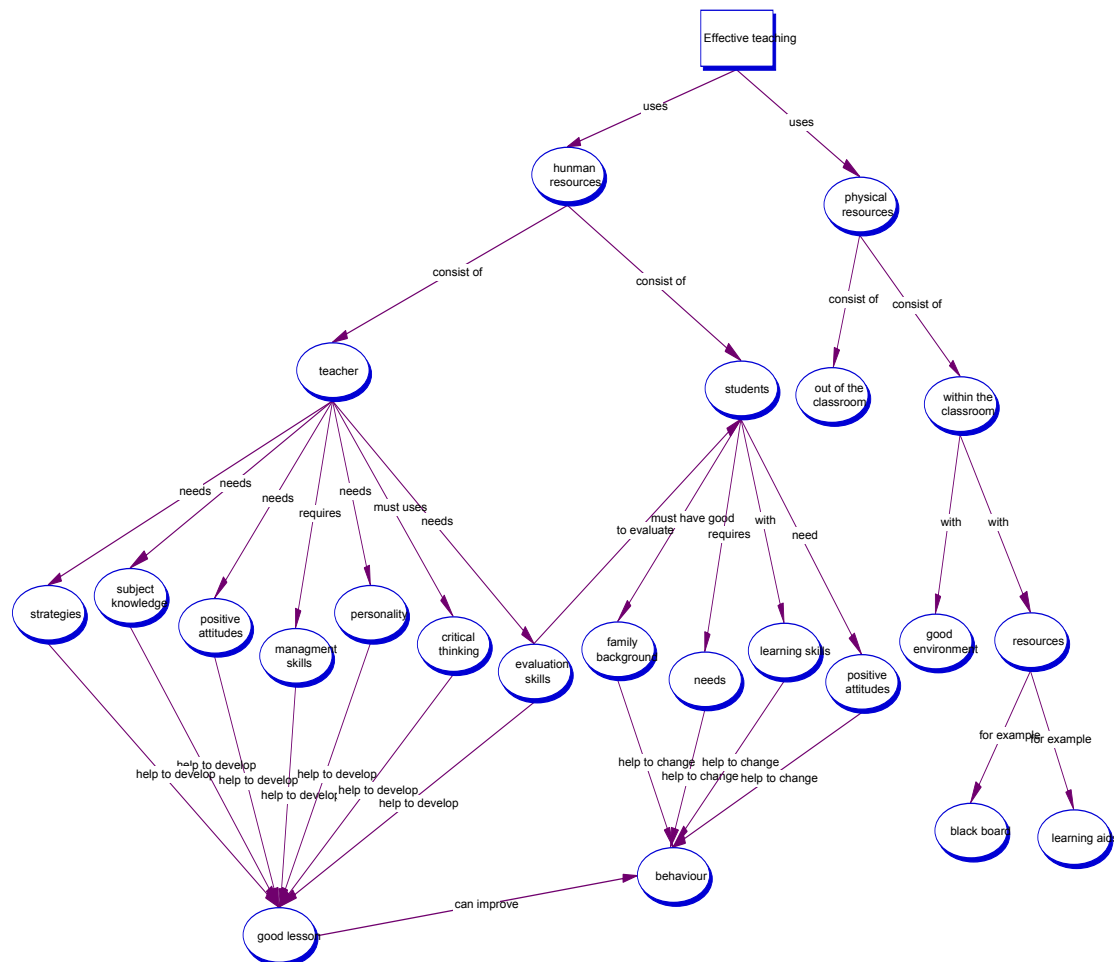 Effective teaching
uses
uses
hunman
resources
physical
resources
consist of
consist of
consist of
consist of
teacher
students
out of the
classroom
within the
classroom
needs
needs
needs
requires
needs
must uses
needs
to evaluate
must have good
requires
with
need
with
with
strategies
subject
knowledge
positive
attitudes
managment
skills
personality
critical
thinking
evaluation
skills
family
background
needs
learning skills
positive
attitudes
good
environment
resources
for example
for example
help to develop
help to develop
help to develop
help to develop
help to develop
help to develop
help to develop
help to change
help to change
help to change
help to change
black board
learning aids
behaviour
can improve
good lesson